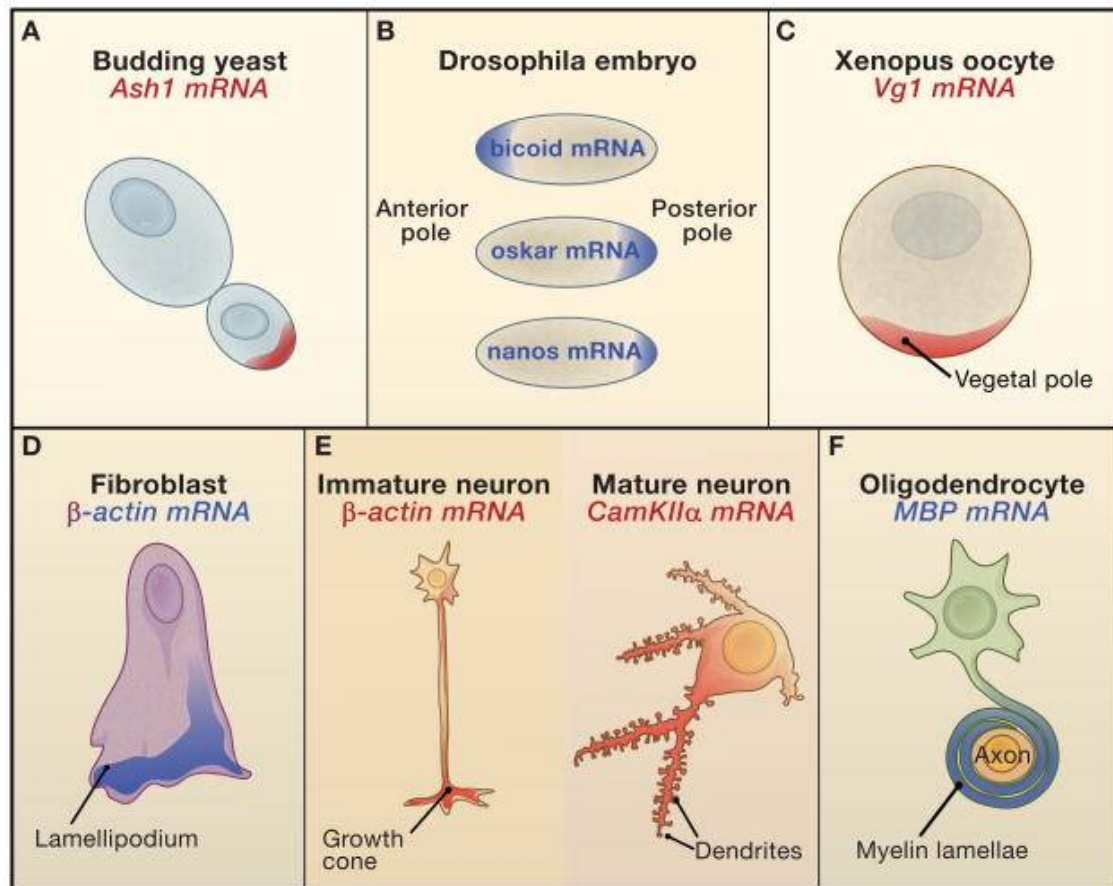 A
Budding yeast
Ash1 mRNA
B
Drosophila embryo
bicoid mRNA
Anterior
pole
Posterior
pole
oskar mRNA
nanos mRNA
C
Xenopus oocyte
Vg1 mRNA
Vegetal pole
D
Fibroblast
β-actin mRNA
Lamellipodium
E
Immature neuron
β-actin mRNA
Growth
cone
Mature neuron
CamKIIα mRNA
Dendrites
F
Oligodendrocyte
MBP mRNA
Axon
Myelin lamellae